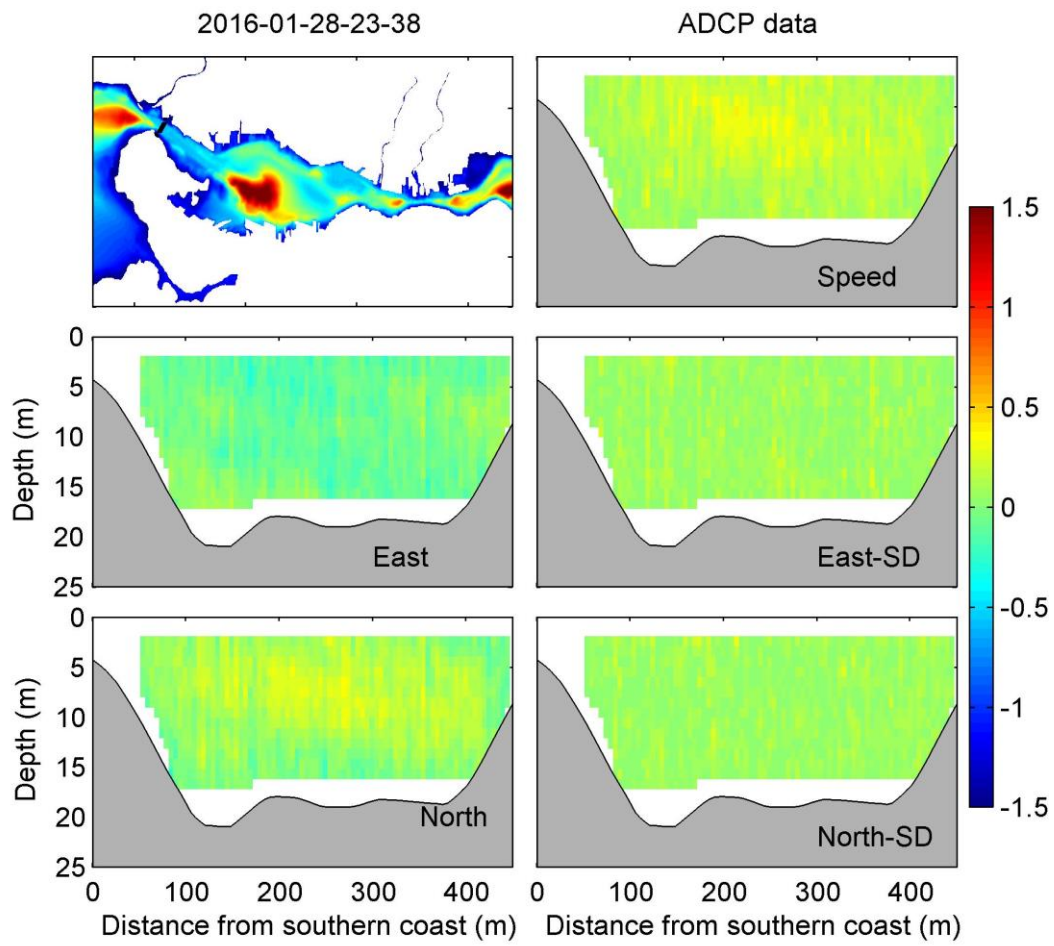 2016-01-28-23-38
ADCP data
Speed
1.5
1
0.5
0
-0.5
-1
-1.5
0
5
10
15
20
25
Depth (m)
East
East-SD
0
5
10
15
20
25
Depth (m)
North
North-SD
0 100 200 300 400
0 100 200 300 400
Distance from southern coast (m)
Distance from southern coast (m)